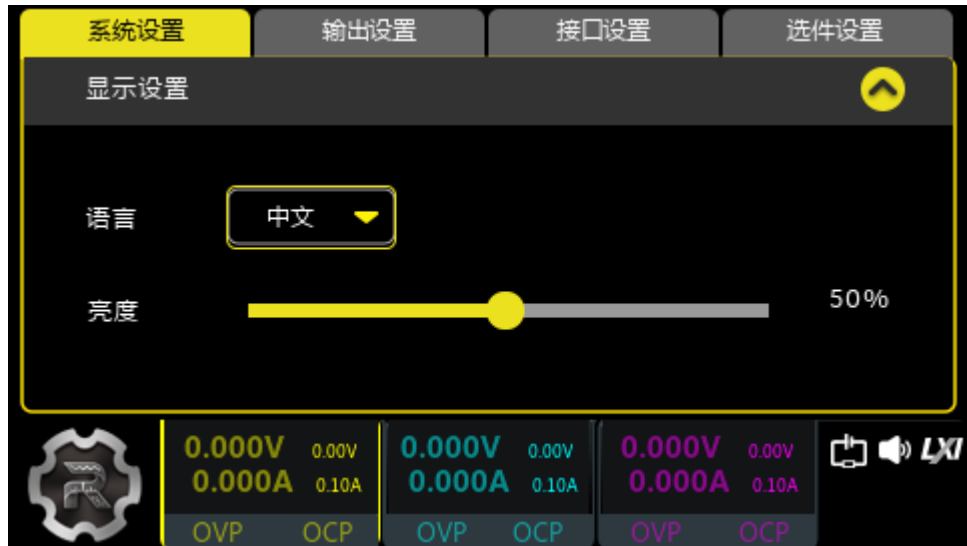 系统设置 输出设置 接口设置 选件设置
显示设置
语言 中文
亮度 50%
0.000V 0.00V 0.000V 0.00V 0.000V 0.00V
0.000A 0.10A 0.000A 0.10A 0.000A 0.10A
OVP OCP OVP OCP OVP OCP
LXI